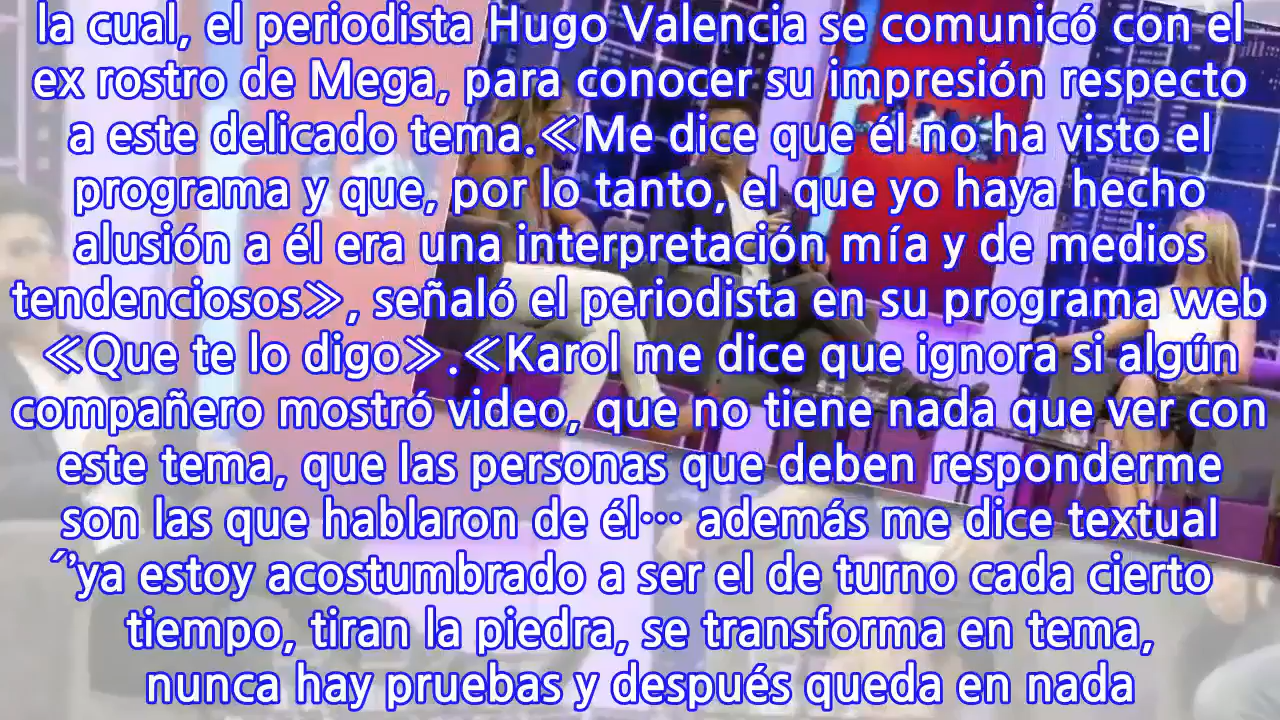 la cual, el periodista Hugo Valencia se comunicó con el
ex rostro de Mega, para conocer su impresión respecto
a este delicado tema.≪Me dice que él no ha visto el
programa y que, por lo tanto, el que yo haya hecho
alusión a él era una interpretación mía y de medios
tendenciosos≫, señaló el periodista en su programa web
≪Que te lo digo≫.≪Karol me dice que ignora si algún
compañero mostró video, que no tiene nada que ver con
este tema, que las personas que deben responderme
son las que hablaron de él… además me dice textual
´’ya estoy acostumbrado a ser el de turno cada cierto
tiempo, tiran la piedra, se transforma en tema,
nunca hay pruebas y después queda en nada